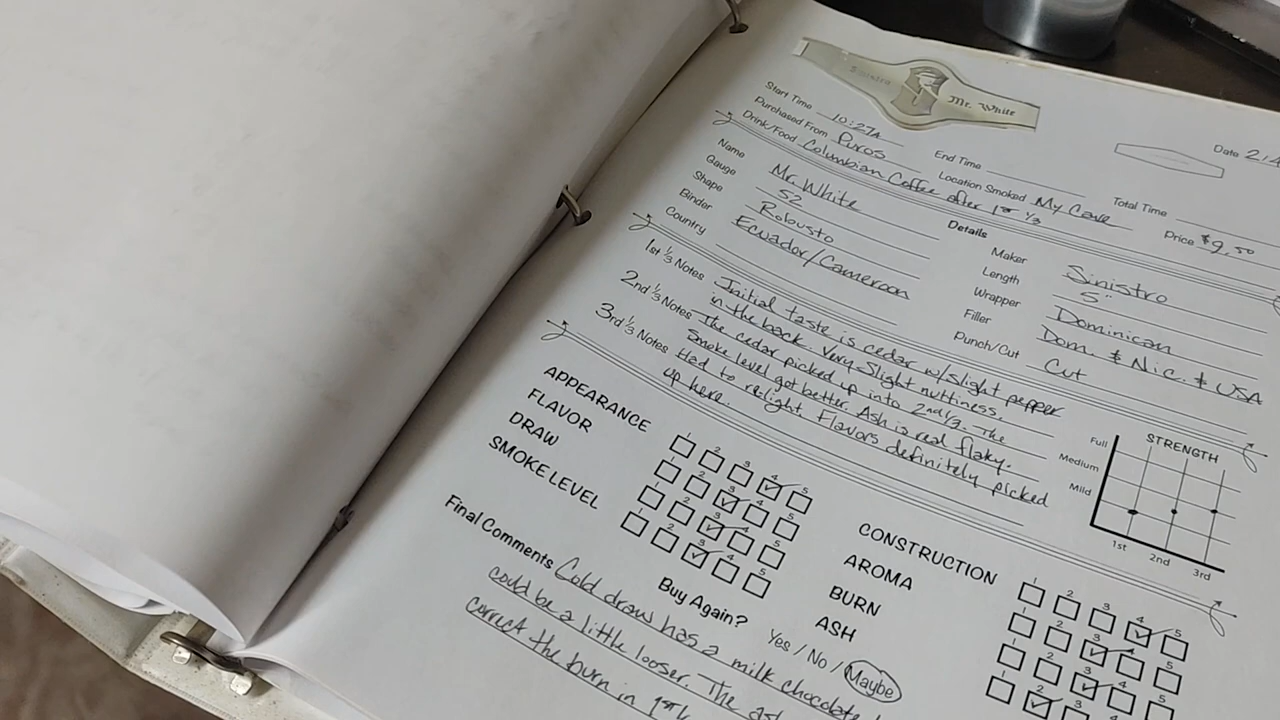 Sinistro Mr. White
Start Time 10:27A End Time Total Time
Date 2.
Purchased From Puros Location Smoked My Cave Price $9.50
Drink/Food Columbian Coffee after 1st 1/3
Details
Name Mr. White Maker Sinistro
Gauge 52 Length 5"
Shape Robusto Wrapper Dominican
Binder Ecuador/Cameroon Filler Dom. & Nic. & USA
Country Punch/Cut Cut
1st ⅓ Notes Initial taste is cedar w/slight pepper
in the back. Very slight nuttiness.
2nd ⅓ Notes The cedar picked up into 2nd 1/3. The
smoke level got better. Ash is real flaky.
3rd ⅓ Notes Had to re-light. Flavors definitely picked
up here.
STRENGTH
Full
Medium
Mild
1st 2nd 3rd
APPEARANCE 1 2 3 4 5
FLAVOR 1 2 3 4 5
DRAW 1 2 3 4 5
SMOKE LEVEL 1 2 3 4 5
CONSTRUCTION 1 2 3 4 5
AROMA 1 2 3 4 5
BURN 1 2 3 4 5
ASH 1 2 3 4 5
Buy Again? Yes / No / Maybe
Final Comments Cold draw has a milk chocolate
could be a little looser. The
correct the burn in 1st